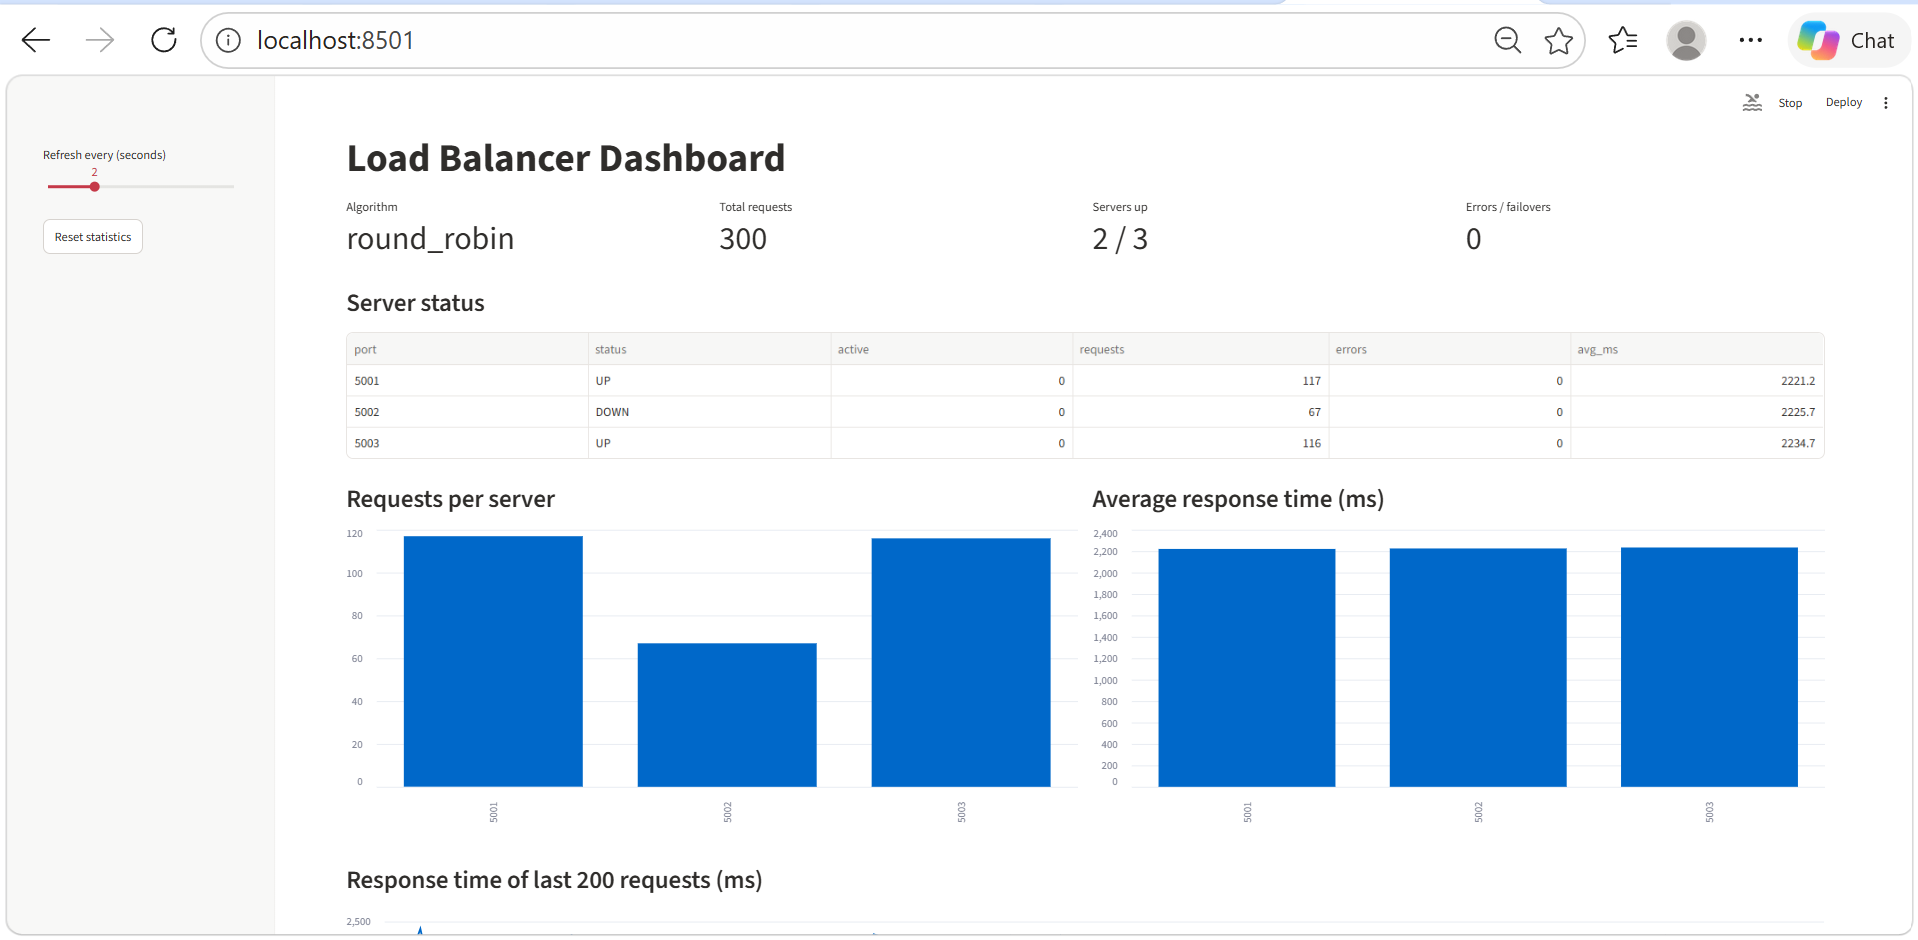 localhost:8501
Chat
Stop
Deploy
Refresh every (seconds)
2
Reset statistics
Load Balancer Dashboard
Algorithm Total requests Servers up Errors / failovers
round_robin 300 2 / 3 0
Server status
port status active requests errors avg_ms
5001 UP 0 117 0 2221.2
5002 DOWN 0 67 0 2225.7
5003 UP 0 116 0 2234.7
Requests per server
120
100
80
60
40
20
0
5001 5002 5003
Average response time (ms)
2,400
2,200
2,000
1,800
1,600
1,400
1,200
1,000
800
600
400
200
0
5001 5002 5003
Response time of last 200 requests (ms)
2,500